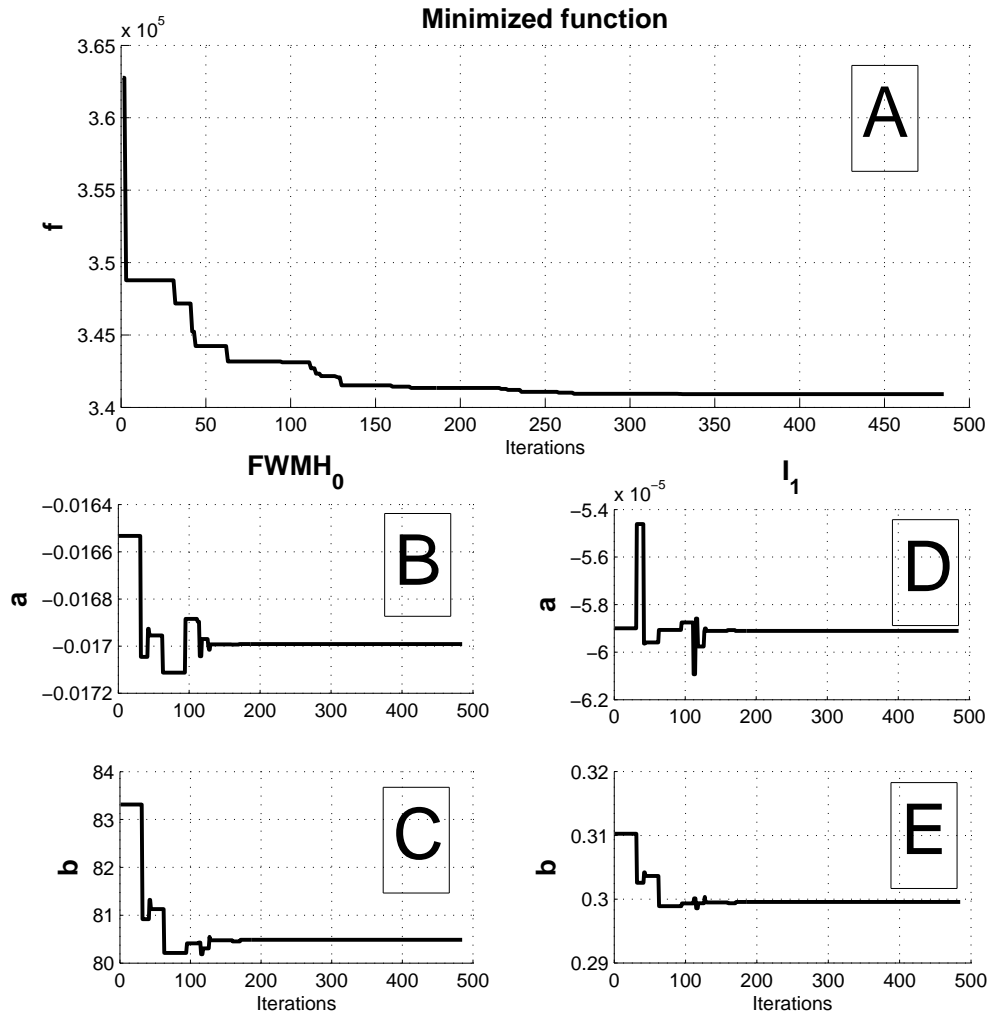 Minimized function
x 10^5
3.65
3.6
3.55
3.5
3.45
3.4
f
A
0 50 100 150 200 250 300 350 400 450 500
Iterations
FWMH_0
−0.0164
−0.0166
−0.0168
−0.017
−0.0172
a
B
0 100 200 300 400 500
I_1
x 10^−5
−5.4
−5.6
−5.8
−6
−6.2
a
D
0 100 200 300 400 500
84
83
82
81
80
b
C
0 100 200 300 400 500
Iterations
0.32
0.31
0.3
0.29
b
E
0 100 200 300 400 500
Iterations